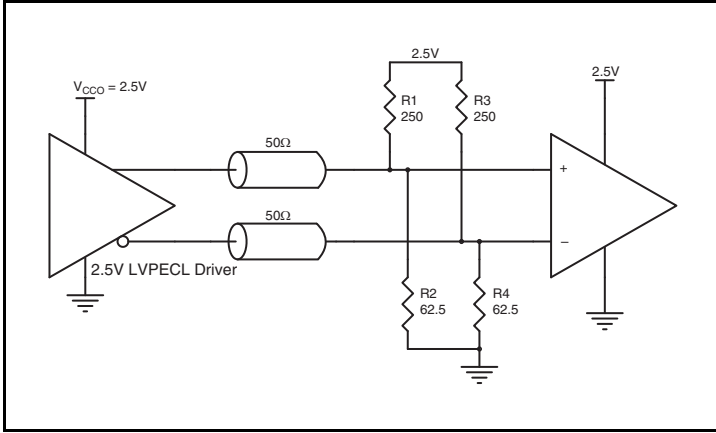 2.5V
V_CCO = 2.5V
2.5V
R1
250
R3
250
50Ω
+
50Ω
–
2.5V LVPECL Driver
R2
62.5
R4
62.5